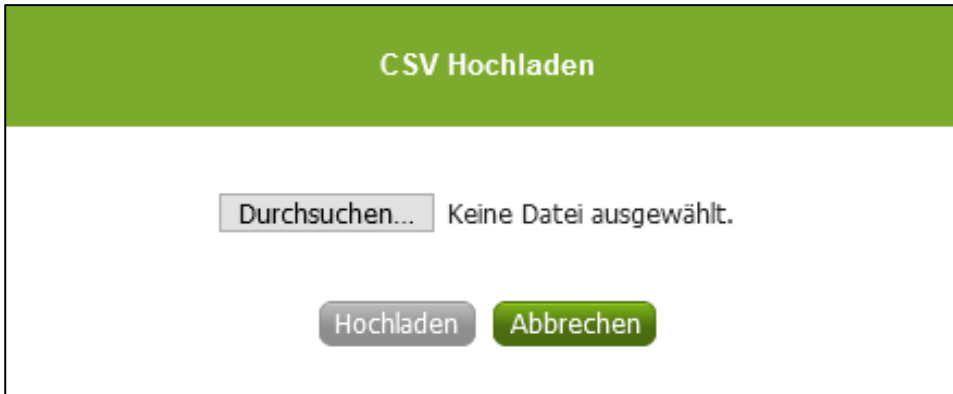 CSV Hochladen
Durchsuchen... Keine Datei ausgewählt.
Hochladen Abbrechen